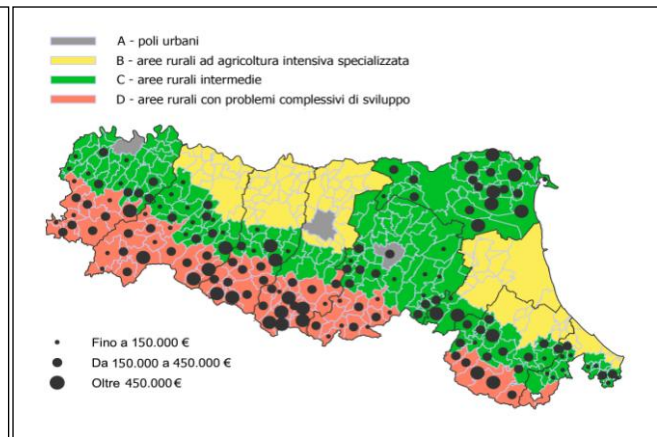 A - poli urbani
B - aree rurali ad agricoltura intensiva specializzata
C - aree rurali intermedie
D - aree rurali con problemi complessivi di sviluppo
Fino a 150.000 €
Da 150.000 a 450.000 €
Oltre 450.000 €